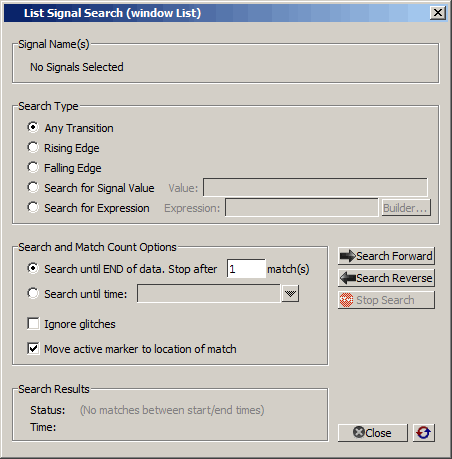 List Signal Search (window List)
Signal Name(s)
No Signals Selected
Search Type
Any Transition
Rising Edge
Falling Edge
Search for Signal Value Value:
Search for Expression Expression: Builder...
Search and Match Count Options
Search until END of data. Stop after 1 match(s)
Search until time:
Ignore glitches
Move active marker to location of match
Search Forward
Search Reverse
Stop Search
Search Results
Status: (No matches between start/end times)
Time:
Close